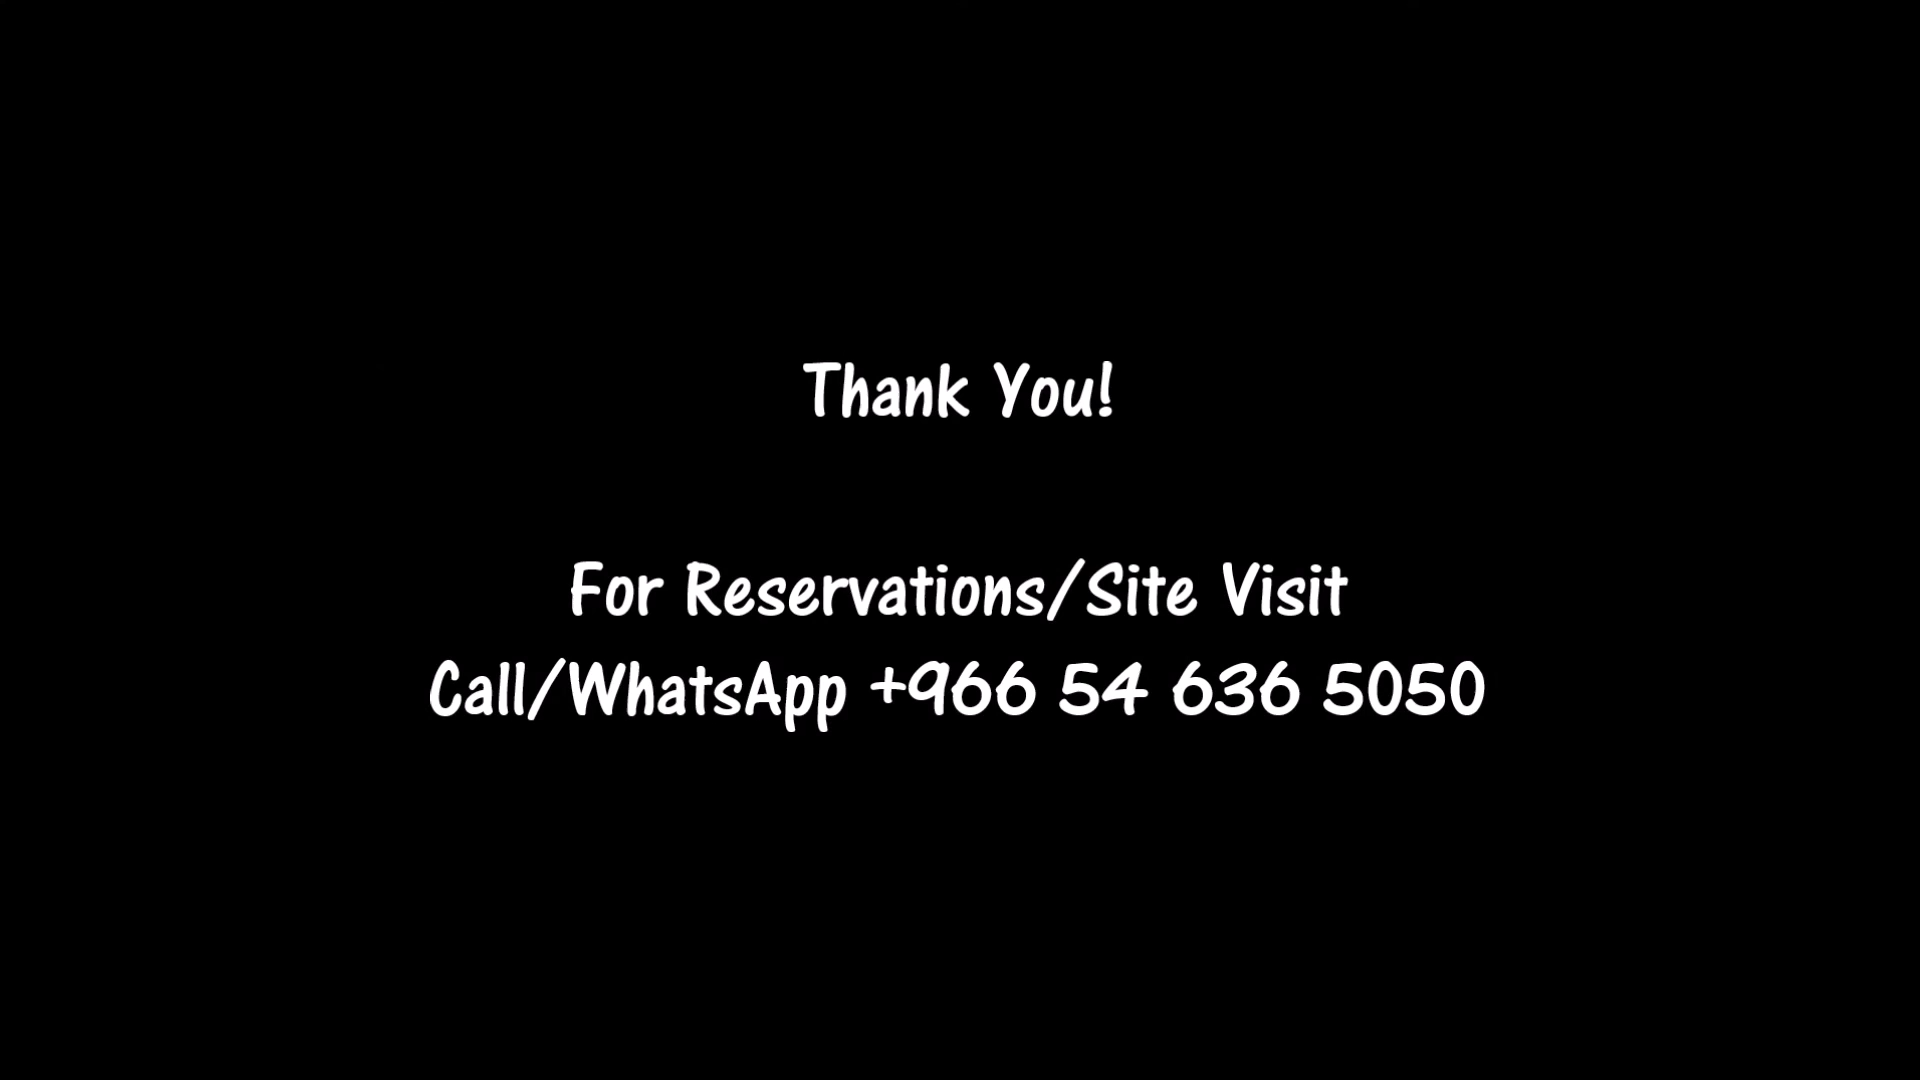 Thank You!
For Reservations/Site Visit
Call/WhatsApp +966 54 636 5050